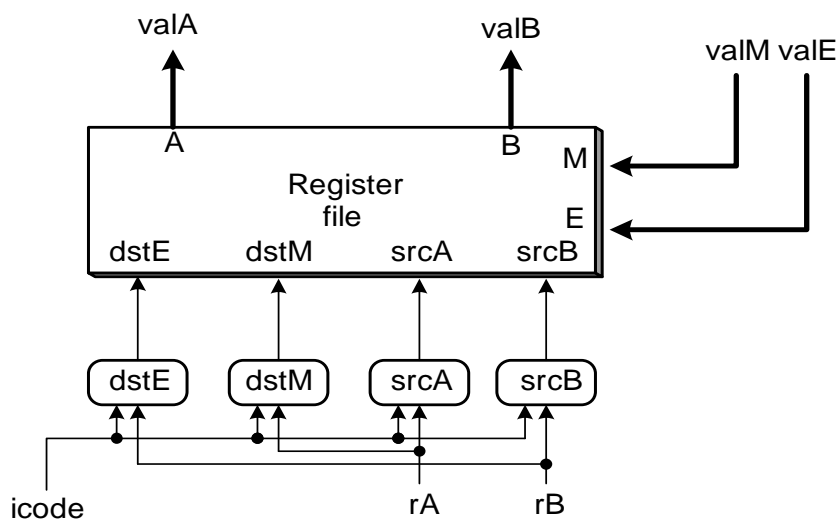 valA
valB
valM valE
A
B
M
Register
file
E
dstE
dstM
srcA
srcB
dstE
dstM
srcA
srcB
icode
rA
rB